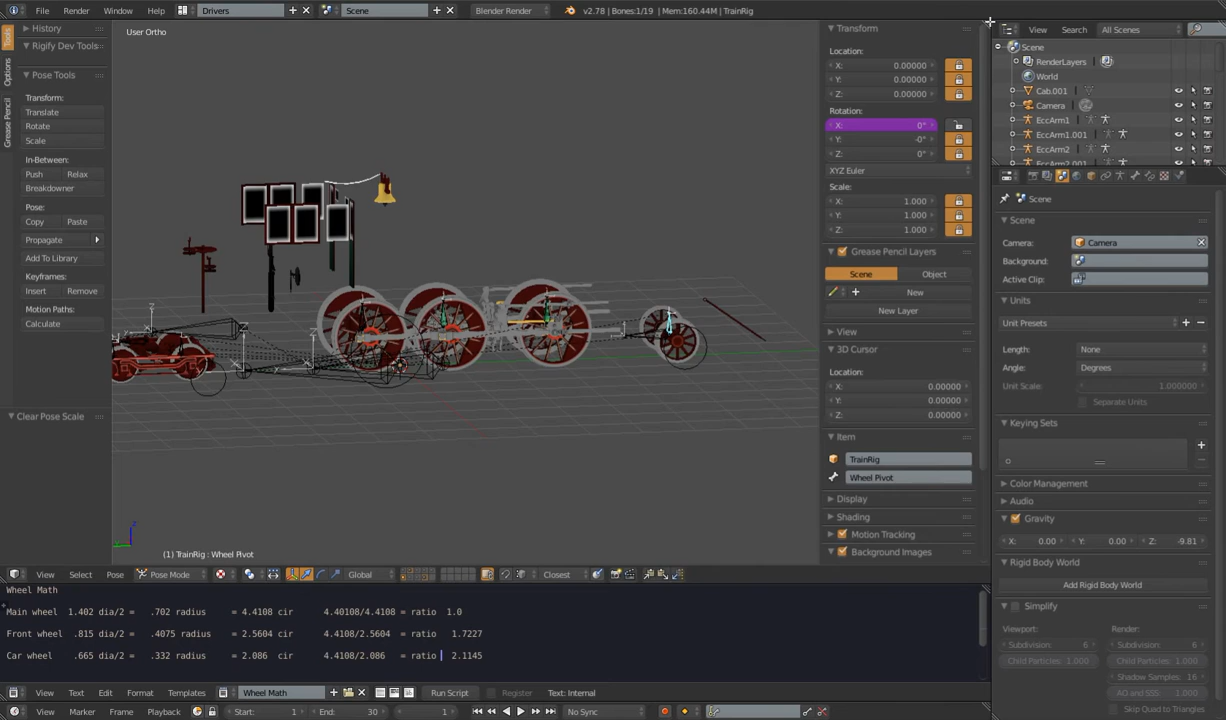 File Render Window Help Drivers Scene Blender Render v2.78 | Bones:1/19 | Mem:160.44M | TrainRig
Tools
Options
Grease Pencil
History
Rigify Dev Tools
Pose Tools
Transform:
Translate
Rotate
Scale
In-Between:
Push Relax
Breakdowner
Pose:
Copy Paste
Propagate
Add To Library
Keyframes:
Insert Remove
Motion Paths:
Calculate
Clear Pose Scale
User Ortho
(1) TrainRig : Wheel Pivot
Transform
Location:
X: 0.00000
Y: 0.00000
Z: 0.00000
Rotation:
X: 0°
Y: -0°
Z: 0°
XYZ Euler
Scale:
X: 1.000
Y: 1.000
Z: 1.000
Grease Pencil Layers
Scene Object
New
New Layer
View
3D Cursor
Location:
X: 0.00000
Y: 0.00000
Z: 0.00000
Item
TrainRig
Wheel Pivot
Display
Shading
Motion Tracking
Background Images
View Search All Scenes
Scene
RenderLayers
World
Cab.001
Camera
EccArm1
EccArm1.001
EccArm2
EccArm2.001
Scene
Scene
Camera: Camera
Background:
Active Clip:
Units
Unit Presets
Length: None
Angle: Degrees
Unit Scale: 1.000000
Separate Units
Keying Sets
Color Management
Audio
Gravity
X: 0.00 Y: 0.00 Z: -9.81
Rigid Body World
Add Rigid Body World
Simplify
Viewport: Render:
Subdivision: 6 Subdivision: 6
Child Particles: 1.000 Child Particles: 1.000
Shadow Samples: 16
AO and SSS: 1.000
Skip Quad to Triangles
View Select Pose Pose Mode Global Closest
Wheel Math
Main wheel 1.402 dia/2 = .702 radius = 4.4108 cir 4.40108/4.4108 = ratio 1.0
Front wheel .815 dia/2 = .4075 radius = 2.5604 cir 4.4108/2.5604 = ratio 1.7227
Car wheel .665 dia/2 = .332 radius = 2.086 cir 4.4108/2.086 = ratio 2.1145
View Text Edit Format Templates Wheel Math Run Script Register Text: Internal
View Marker Frame Playback Start: 1 End: 30 1 No Sync